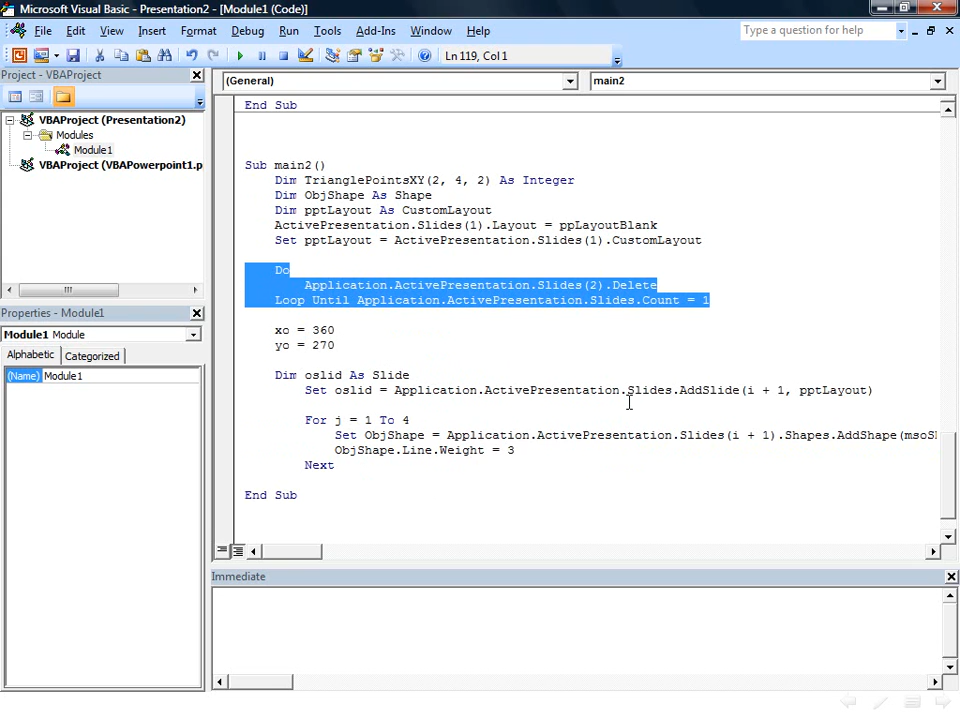 Microsoft Visual Basic - Presentation2 - [Module1 (Code)]
File Edit View Insert Format Debug Run Tools Add-Ins Window Help
Type a question for help
Ln 119, Col 1
Project - VBAProject
(General)
main2
VBAProject (Presentation2)
Modules
Module1
VBAProject (VBAPowerpoint1.p
Properties - Module1
Module1 Module
Alphabetic Categorized
(Name) Module1
End Sub
Sub main2()
Dim TrianglePointsXY(2, 4, 2) As Integer
Dim ObjShape As Shape
Dim pptLayout As CustomLayout
ActivePresentation.Slides(1).Layout = ppLayoutBlank
Set pptLayout = ActivePresentation.Slides(1).CustomLayout
Do
Application.ActivePresentation.Slides(2).Delete
Loop Until Application.ActivePresentation.Slides.Count = 1
xo = 360
yo = 270
Dim oslid As Slide
Set oslid = Application.ActivePresentation.Slides.AddSlide(i + 1, pptLayout)
For j = 1 To 4
Set ObjShape = Application.ActivePresentation.Slides(i + 1).Shapes.AddShape(msoSh
ObjShape.Line.Weight = 3
Next
End Sub
Immediate